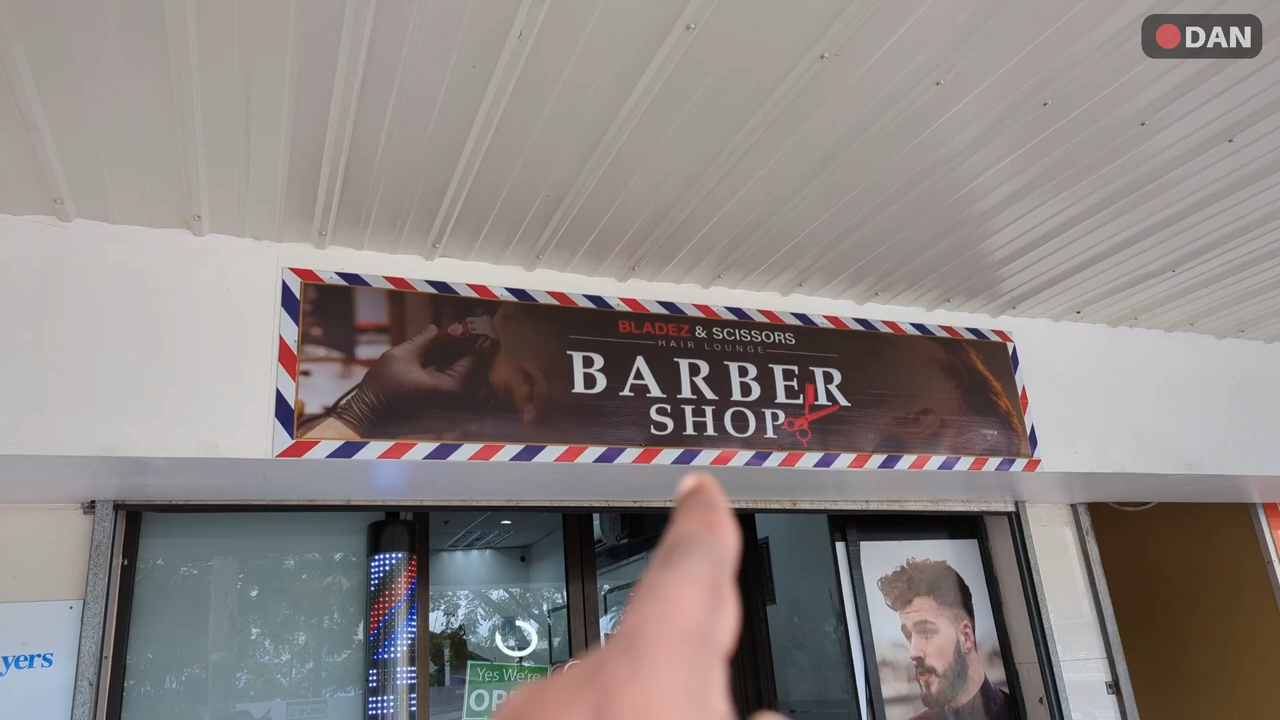 DAN
BLADEZ & SCISSORS
HAIR LOUNGE
BARBER
SHOP
yers
Yes We're